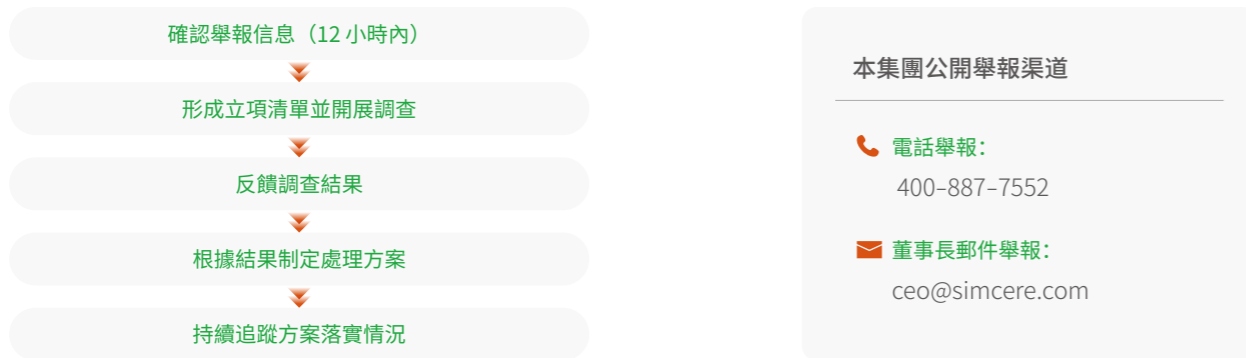 確認舉報信息（12 小時內）
形成立項清單並開展調查
反饋調查結果
根據結果制定處理方案
持續追蹤方案落實情況
本集團公開舉報渠道
電話舉報：
400-887-7552
董事長郵件舉報：
ceo@simcere.com